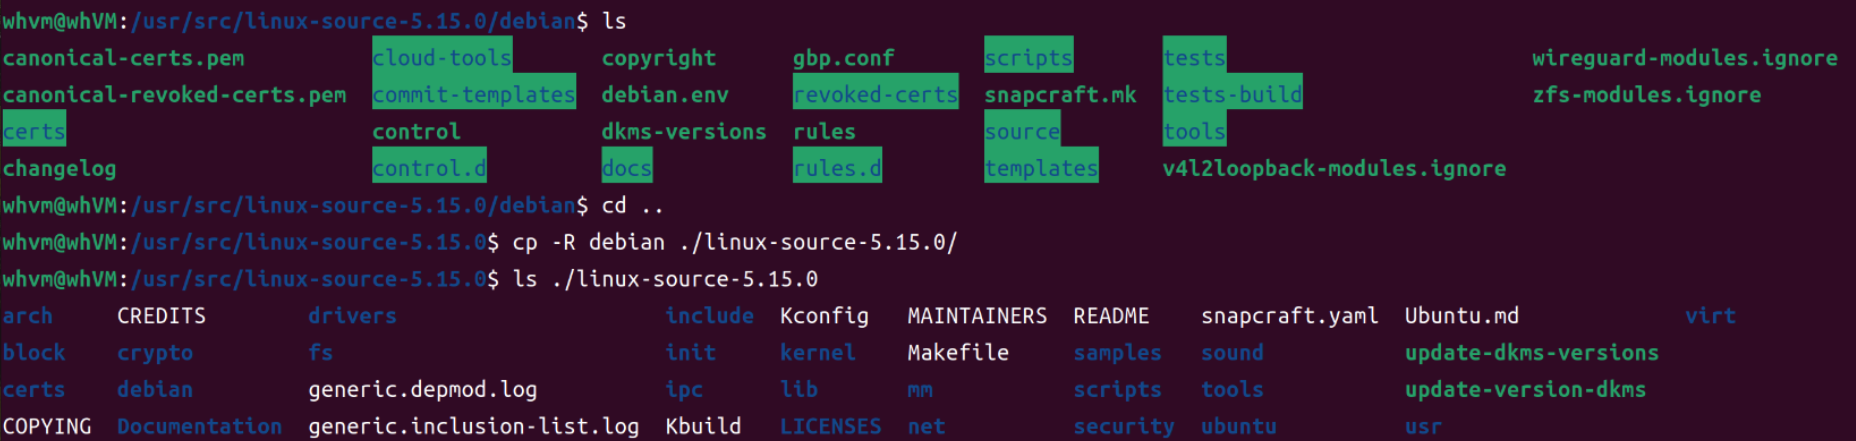 whvm@whVM:/usr/src/linux-source-5.15.0/debian$ ls
canonical-certs.pem cloud-tools copyright gbp.conf scripts tests wireguard-modules.ignore
canonical-revoked-certs.pem commit-templates debian.env revoked-certs snapcraft.mk tests-build zfs-modules.ignore
certs control dkms-versions rules source tools
changelog control.d docs rules.d templates v4l2loopback-modules.ignore
whvm@whVM:/usr/src/linux-source-5.15.0/debian$ cd ..
whvm@whVM:/usr/src/linux-source-5.15.0$ cp -R debian ./linux-source-5.15.0/
whvm@whVM:/usr/src/linux-source-5.15.0$ ls ./linux-source-5.15.0
arch CREDITS drivers include Kconfig MAINTAINERS README snapcraft.yaml Ubuntu.md virt
block crypto fs init kernel Makefile samples sound update-dkms-versions
certs debian generic.depmod.log ipc lib mm scripts tools update-version-dkms
COPYING Documentation generic.inclusion-list.log Kbuild LICENSES net security ubuntu usr